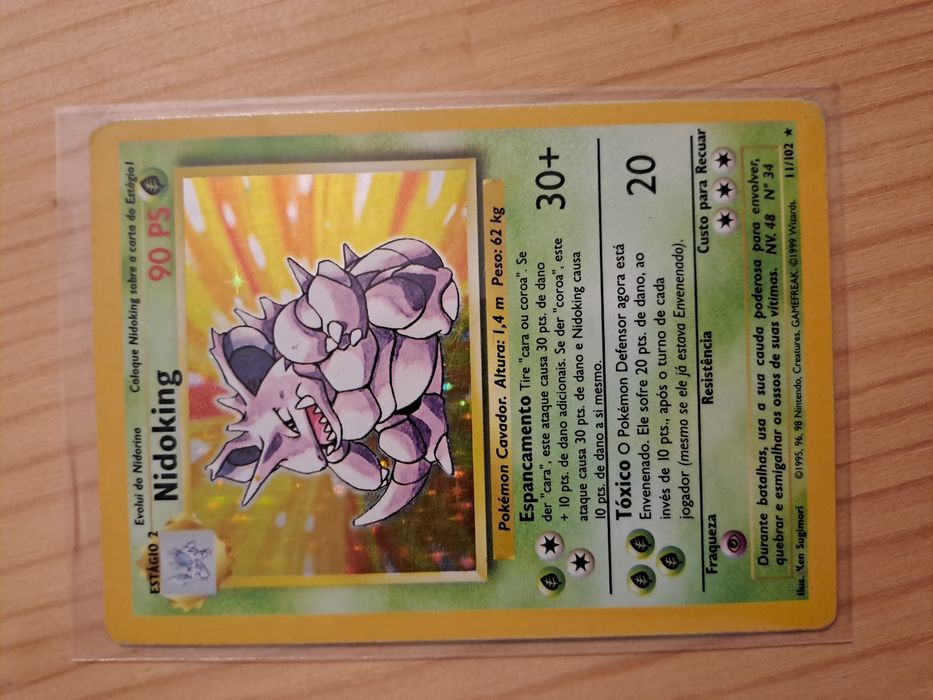 ESTÁGIO 2 Evolui do Nidorino Coloque Nidoking sobre a carta do Estágio1
Nidoking 90 PS
Pokémon Cavador. Altura: 1,4 m Peso: 62 kg
Espancamento Tire "cara ou coroa". Se
der "cara", este ataque causa 30 pts. de dano
+ 10 pts. de dano adicionais. Se der "coroa", este
ataque causa 30 pts. de dano e Nidoking causa
10 pts. de dano a si mesmo.
30+
Tóxico O Pokémon Defensor agora está
Envenenado. Ele sofre 20 pts. de dano, ao
invés de 10 pts., após o turno de cada
jogador (mesmo se ele já estava Envenenado).
20
Fraqueza Resistência Custo para Recuar
Durante batalhas, usa a sua cauda poderosa para envolver,
quebrar e esmigalhar os ossos de suas vítimas. NV. 48 Nº 34
Ilus. Ken Sugimori ©1995, 96, 98 Nintendo, Creatures, GAMEFREAK. ©1999 Wizards. 11/102 ★